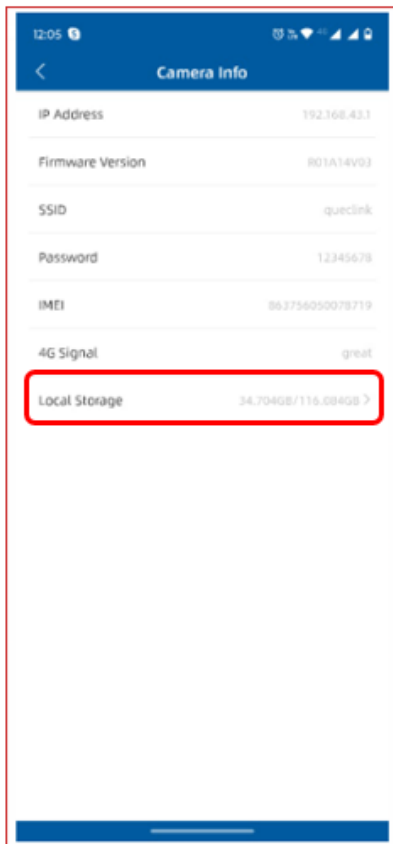 12:05
Camera Info
IP Address 192.168.43.1
Firmware Version R01A14V03
SSID queclink
Password 12345678
IMEI 863756050078719
4G Signal great
Local Storage 34.704GB/116.084GB >